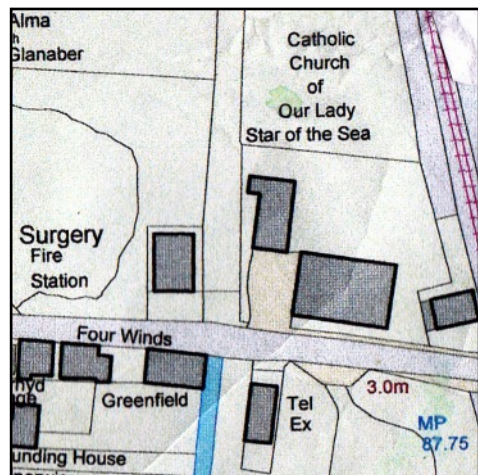 Alma
Glanaber
Catholic
Church
of
Our Lady
Star of the Sea
Surgery
Fire
Station
Four Winds
Greenfield
Tel
Ex
3.0m
MP
87.75
unding House